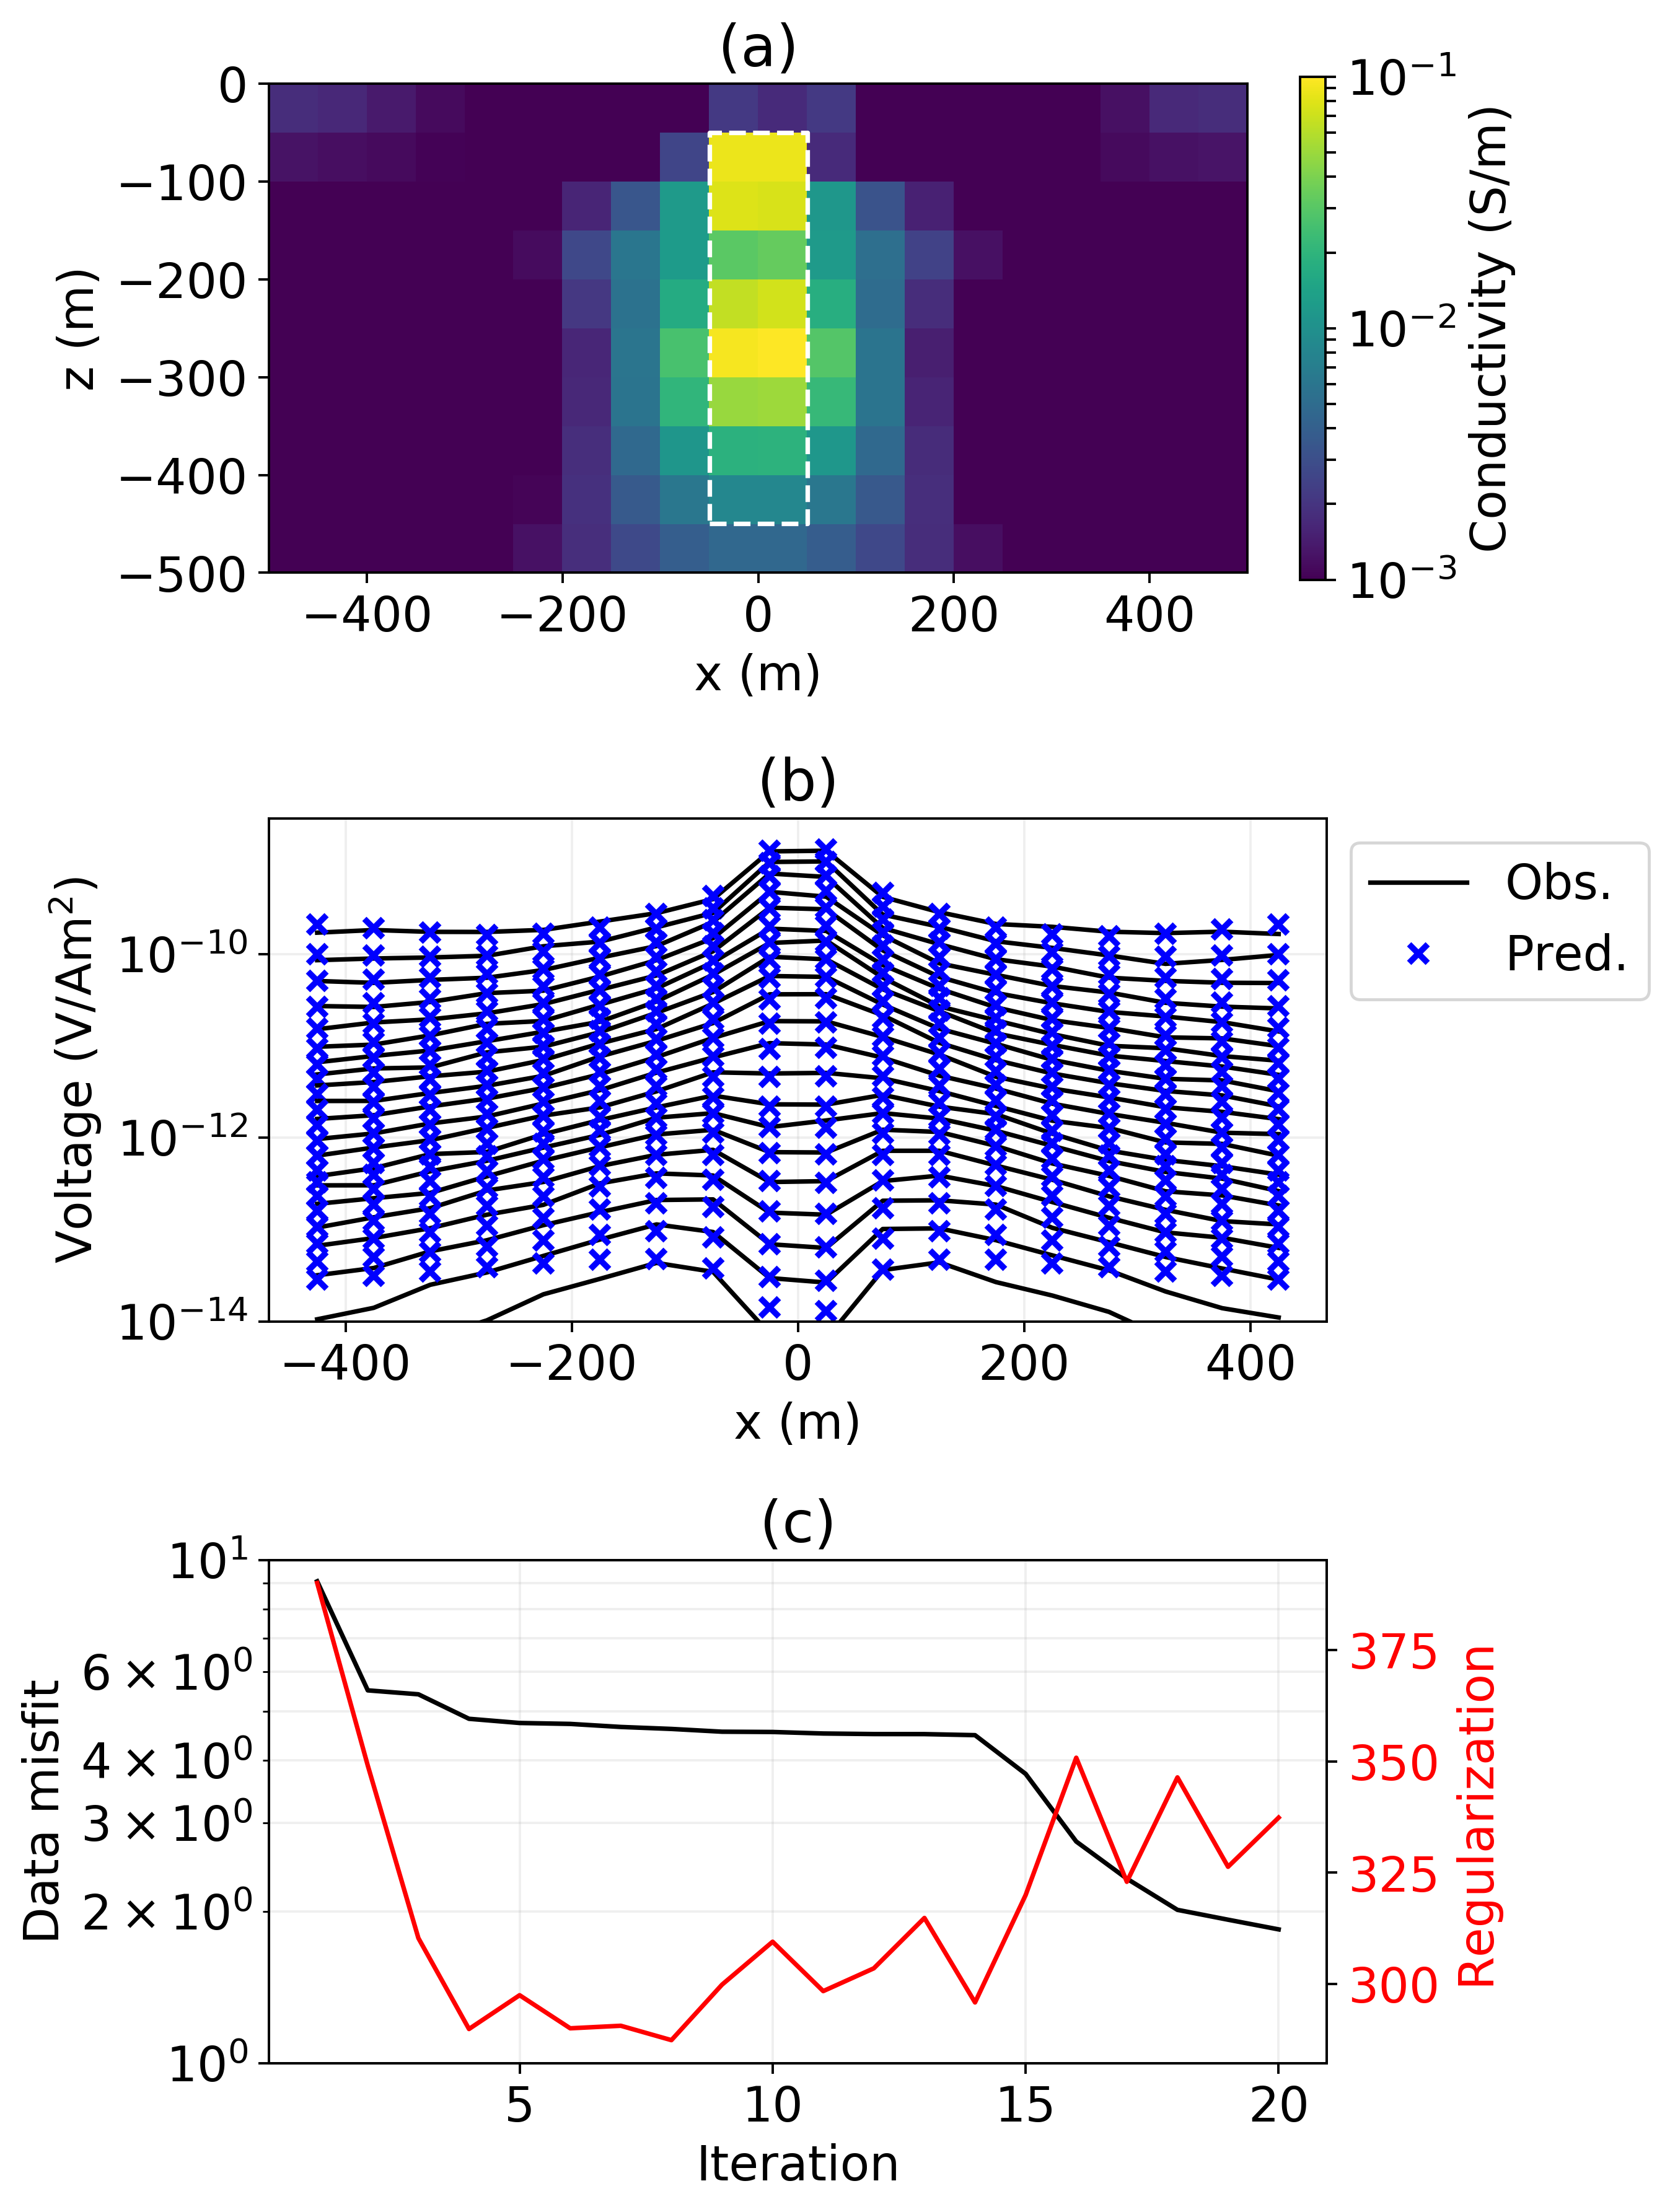 (a)
0
−100
−200
−300
−400
−500
z (m)
−400 −200 0 200 400
x (m)
10⁻¹
10⁻²
10⁻³
Conductivity (S/m)
(b)
10⁻¹⁰
10⁻¹²
10⁻¹⁴
Voltage (V/Am²)
−400 −200 0 200 400
x (m)
Obs.
Pred.
(c)
10¹
6 × 10⁰
4 × 10⁰
3 × 10⁰
2 × 10⁰
10⁰
Data misfit
375
350
325
300
Regularization
5 10 15 20
Iteration